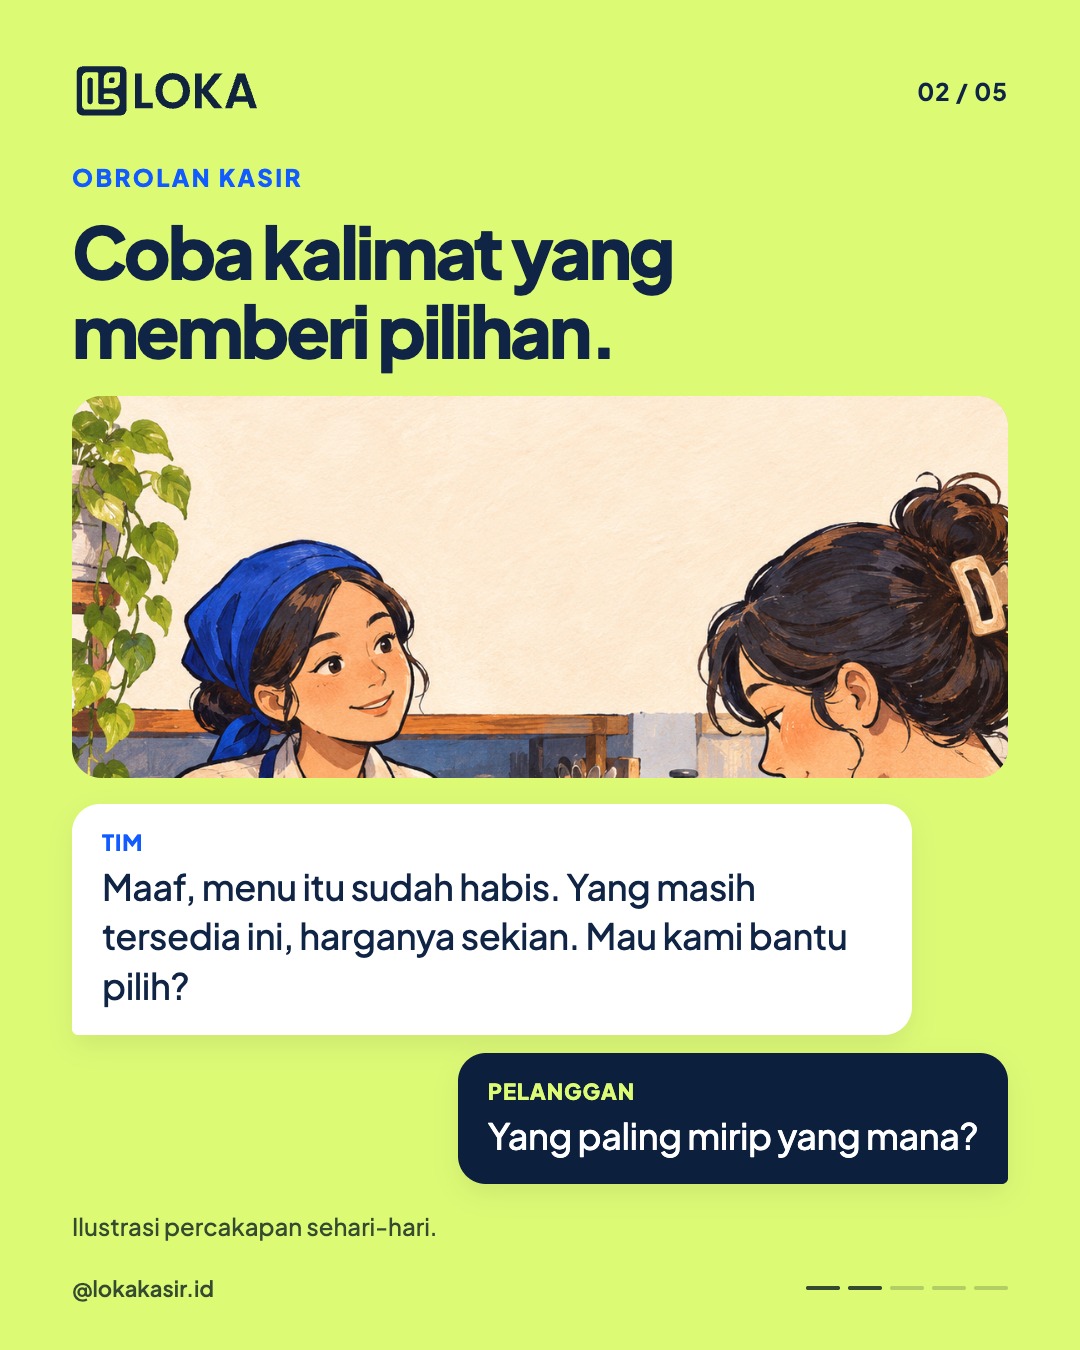 LOKA
02 / 05
OBROLAN KASIR
Coba kalimat yang
memberi pilihan.
TIM
Maaf, menu itu sudah habis. Yang masih
tersedia ini, harganya sekian. Mau kami bantu
pilih?
PELANGGAN
Yang paling mirip yang mana?
Ilustrasi percakapan sehari-hari.
@lokakasir.id